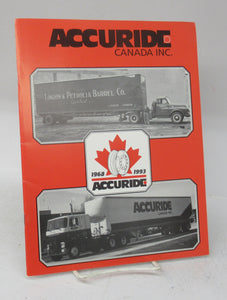 ACCURIDE
CANADA INC.
LONDON & PETROLIA BARREL CO.
1968 1993
ACCURIDE
ACCURIDE